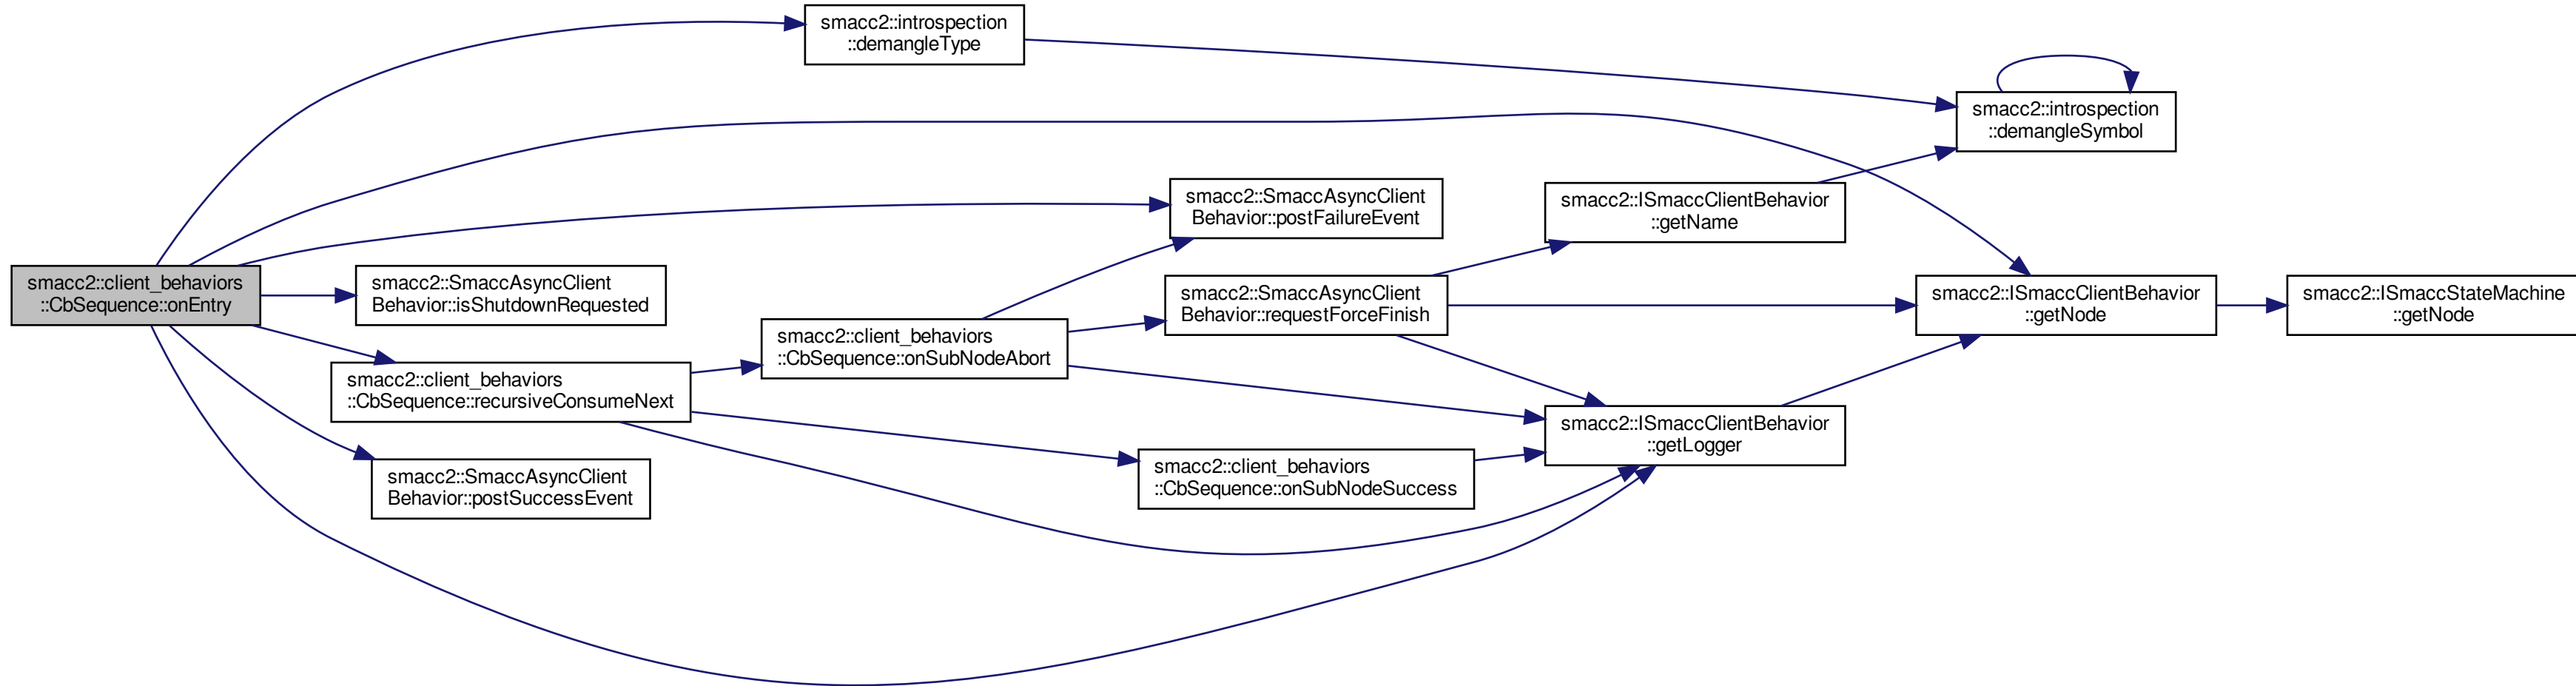 smacc2::introspection
::demangleType
smacc2::introspection
::demangleSymbol
smacc2::SmaccAsyncClient
Behavior::postFailureEvent
smacc2::ISmaccClientBehavior
::getName
smacc2::client_behaviors
::CbSequence::onEntry
smacc2::SmaccAsyncClient
Behavior::isShutdownRequested
smacc2::SmaccAsyncClient
Behavior::requestForceFinish
smacc2::ISmaccClientBehavior
::getNode
smacc2::ISmaccStateMachine
::getNode
smacc2::client_behaviors
::CbSequence::onSubNodeAbort
smacc2::client_behaviors
::CbSequence::recursiveConsumeNext
smacc2::ISmaccClientBehavior
::getLogger
smacc2::client_behaviors
::CbSequence::onSubNodeSuccess
smacc2::SmaccAsyncClient
Behavior::postSuccessEvent